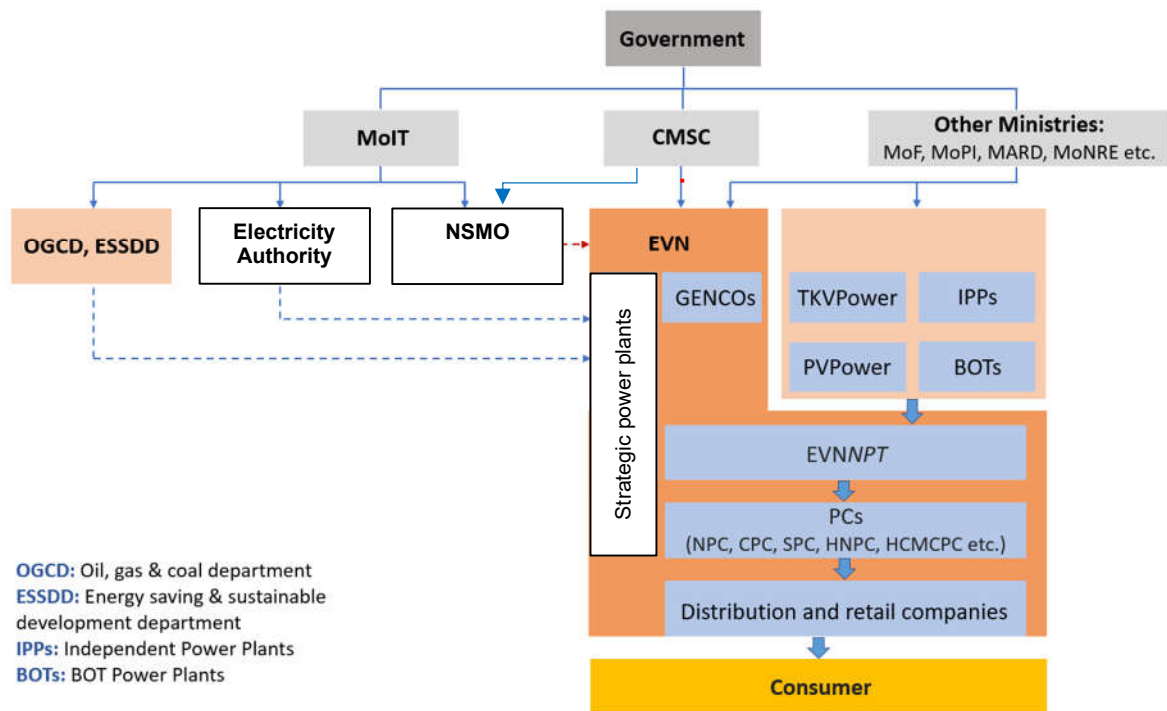 Government
MoIT
CMSC
Other Ministries:
MoF, MoPI, MARD, MoNRE etc.
OGCD, ESSDD
Electricity
Authority
NSMO
EVN
Strategic power plants
GENCOs
TKVPower
IPPs
PVPower
BOTs
EVNNPT
PCs
(NPC, CPC, SPC, HNPC, HCMCPC etc.)
Distribution and retail companies
Consumer
OGCD: Oil, gas & coal department
ESSDD: Energy saving & sustainable
development department
IPPs: Independent Power Plants
BOTs: BOT Power Plants